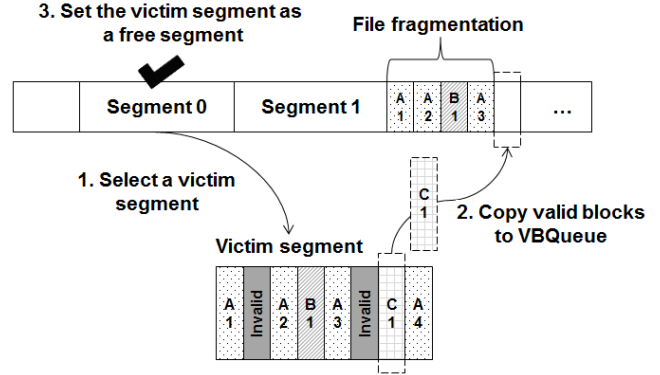 3. Set the victim segment as
a free segment
File fragmentation
Segment 0
Segment 1
A
1
A
2
B
1
A
3
...
1. Select a victim
segment
C
1
2. Copy valid blocks
to VBQueue
Victim segment
A
1
Invalid
A
2
B
1
A
3
Invalid
C
1
A
4